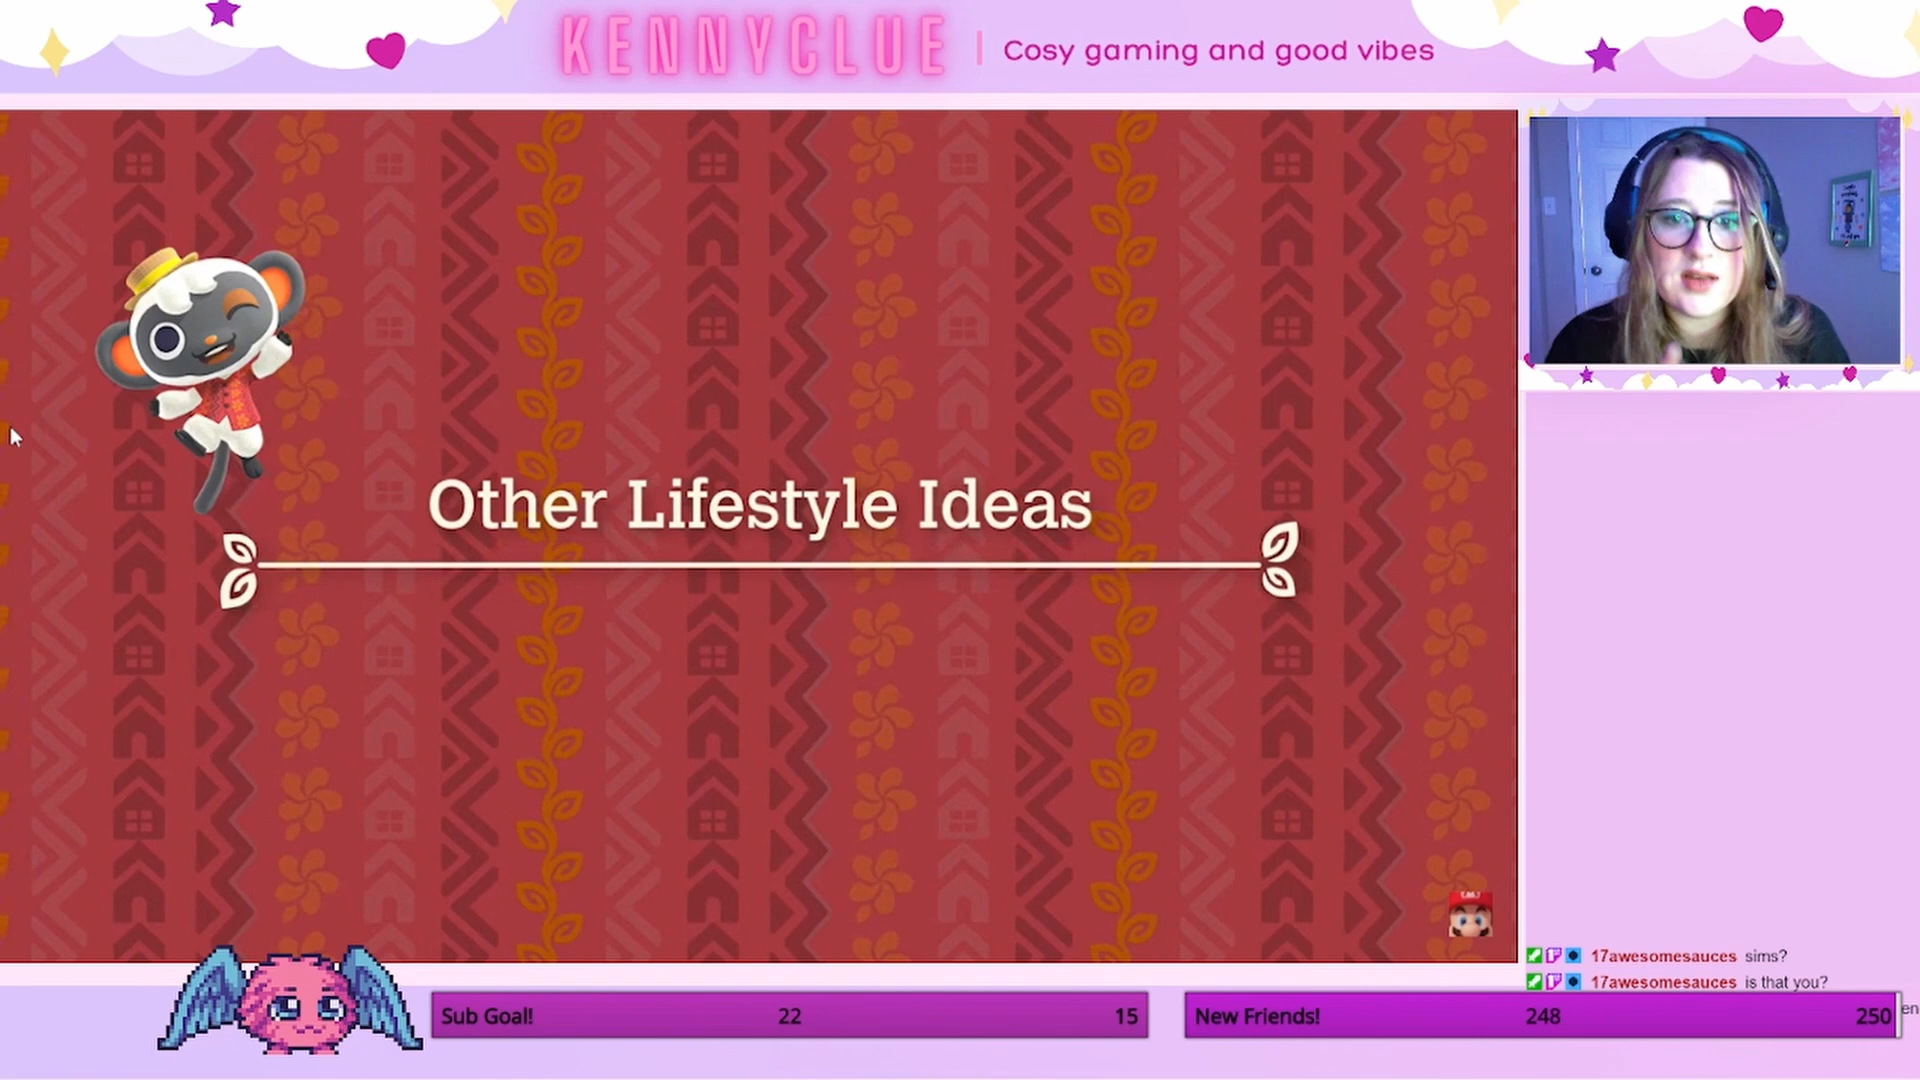 KENNYCLUE | Cosy gaming and good vibes
Other Lifestyle Ideas
17awesomesauces sims?
17awesomesauces is that you?
Sub Goal! 22 15
New Friends! 248 250
en